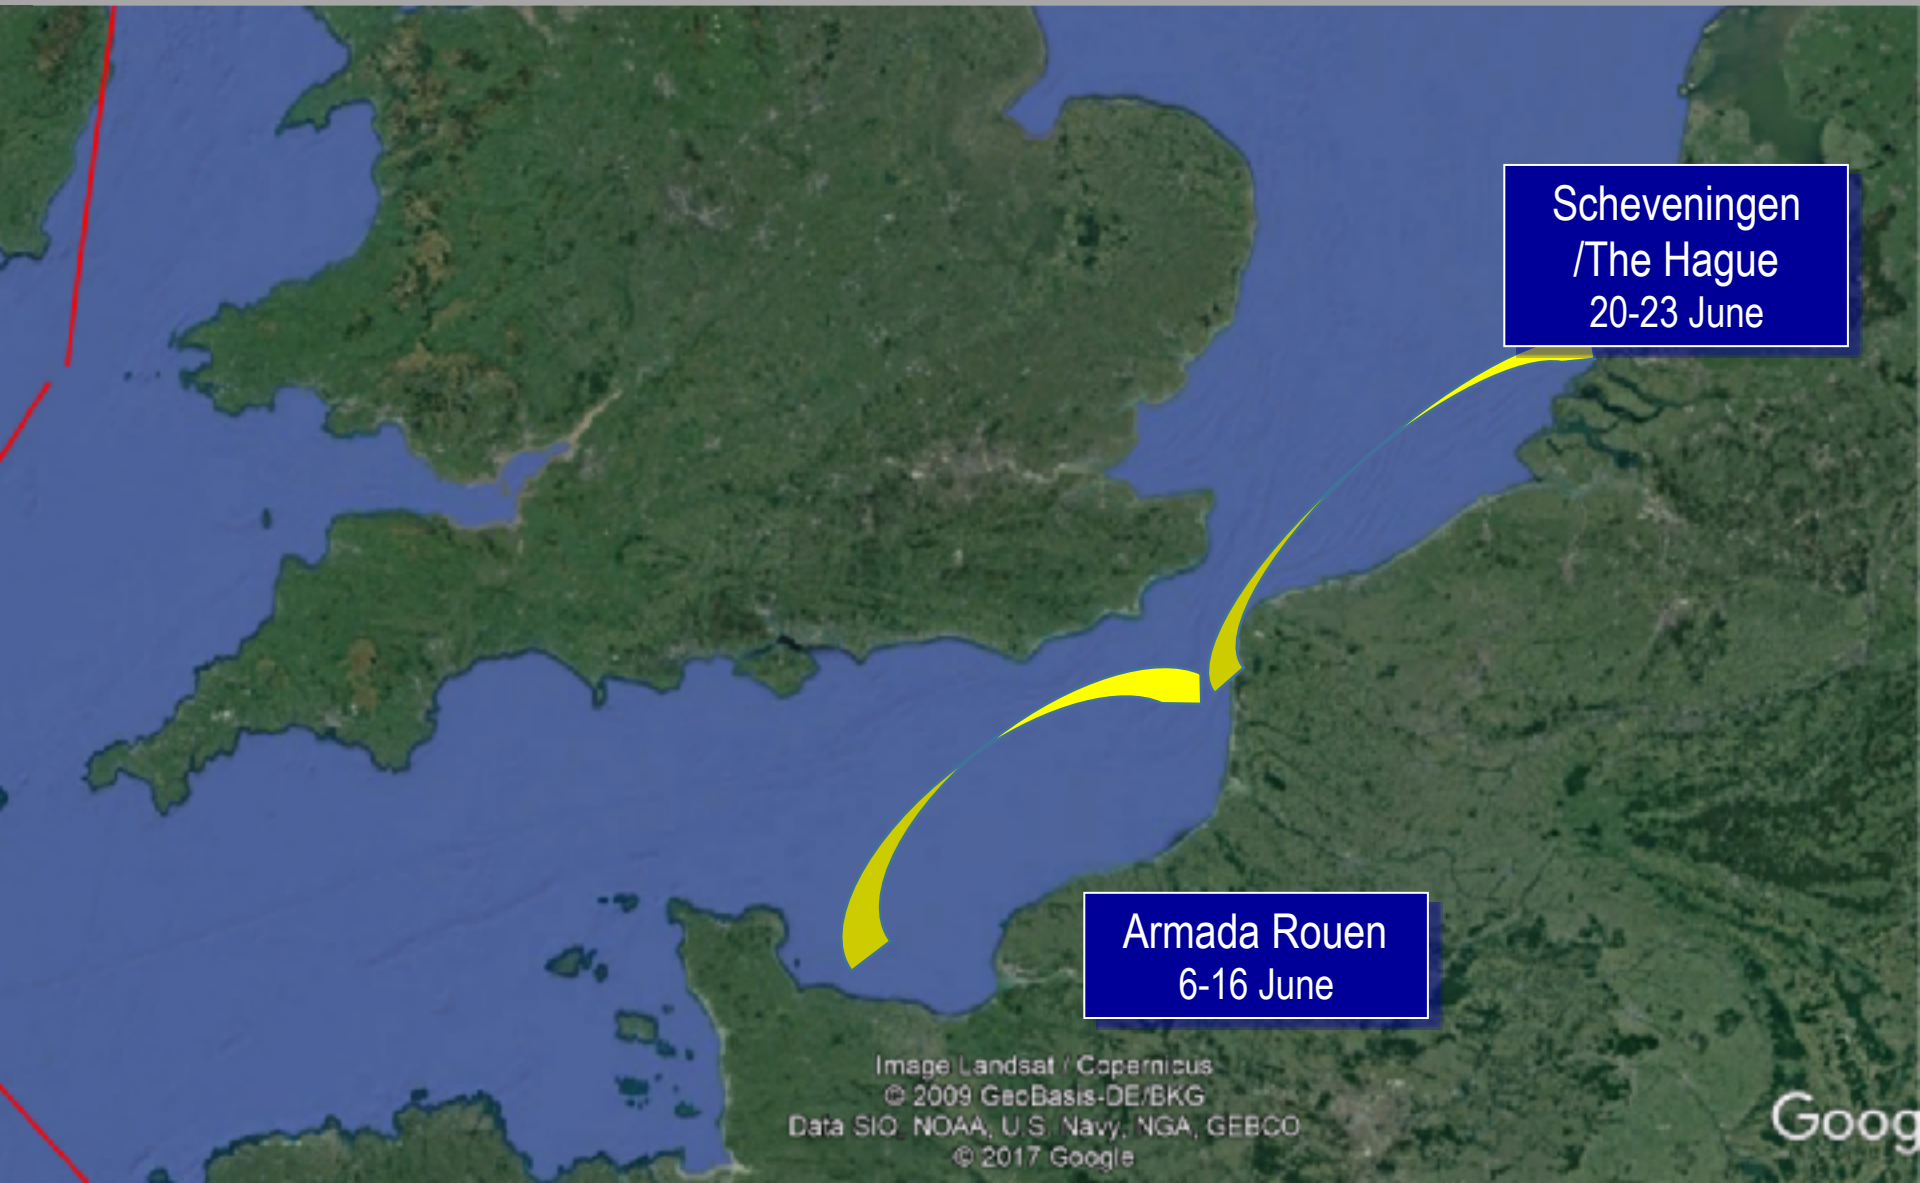 Scheveningen
/The Hague
20-23 June
Armada Rouen
6-16 June
Image Landsat / Copernicus
© 2009 GeoBasis-DE/BKG
Data SIO, NOAA, U.S. Navy, NGA, GEBCO
© 2017 Google
Goog